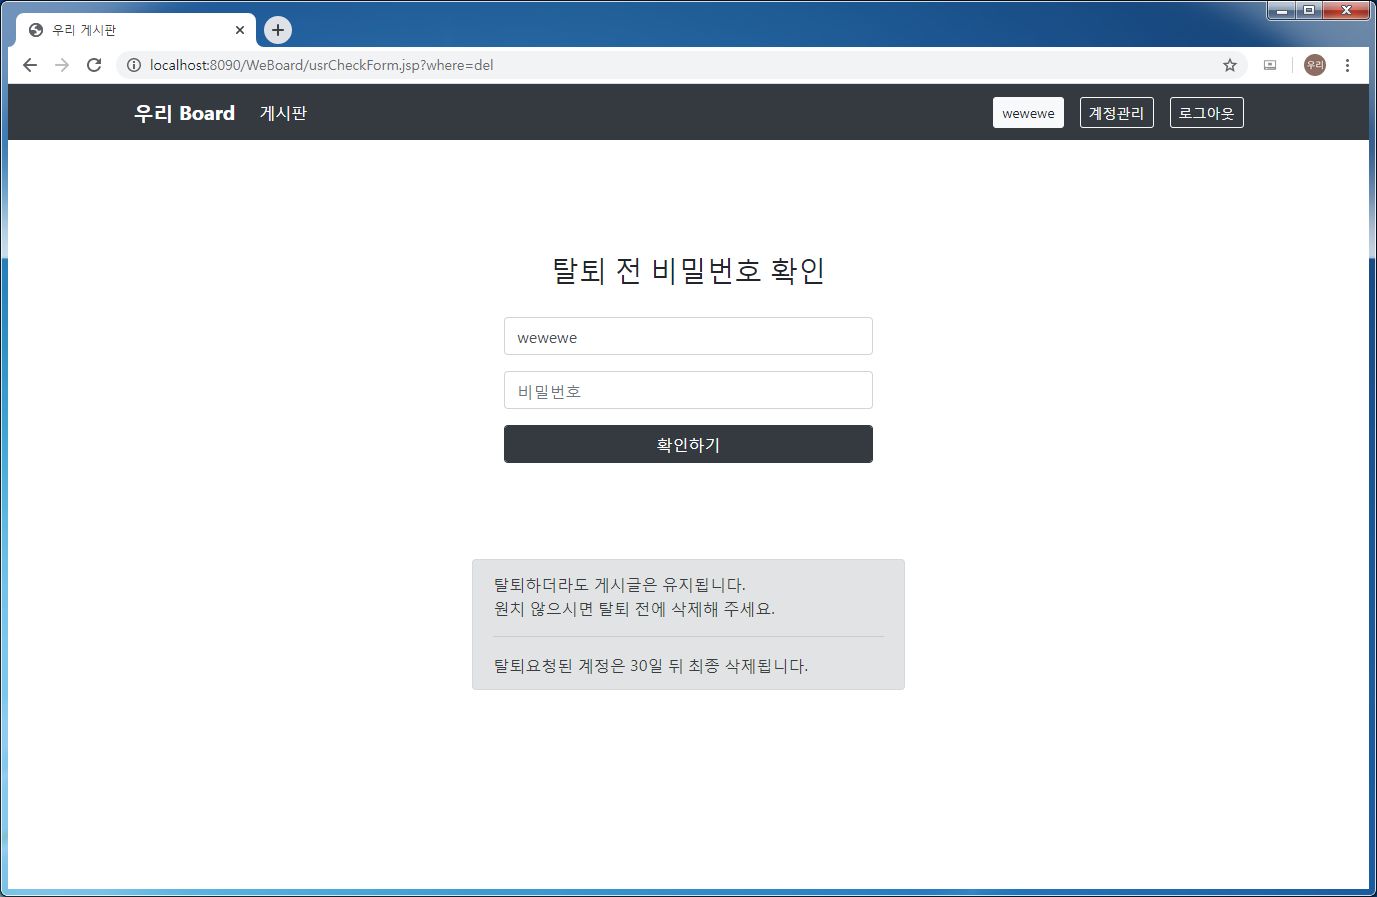 우리 게시판
localhost:8090/WeBoard/usrCheckForm.jsp?where=del
우리
우리 Board 게시판 wewewe 계정관리 로그아웃
탈퇴 전 비밀번호 확인
wewewe
비밀번호
확인하기
탈퇴하더라도 게시글은 유지됩니다.
원치 않으시면 탈퇴 전에 삭제해 주세요.
탈퇴요청된 계정은 30일 뒤 최종 삭제됩니다.